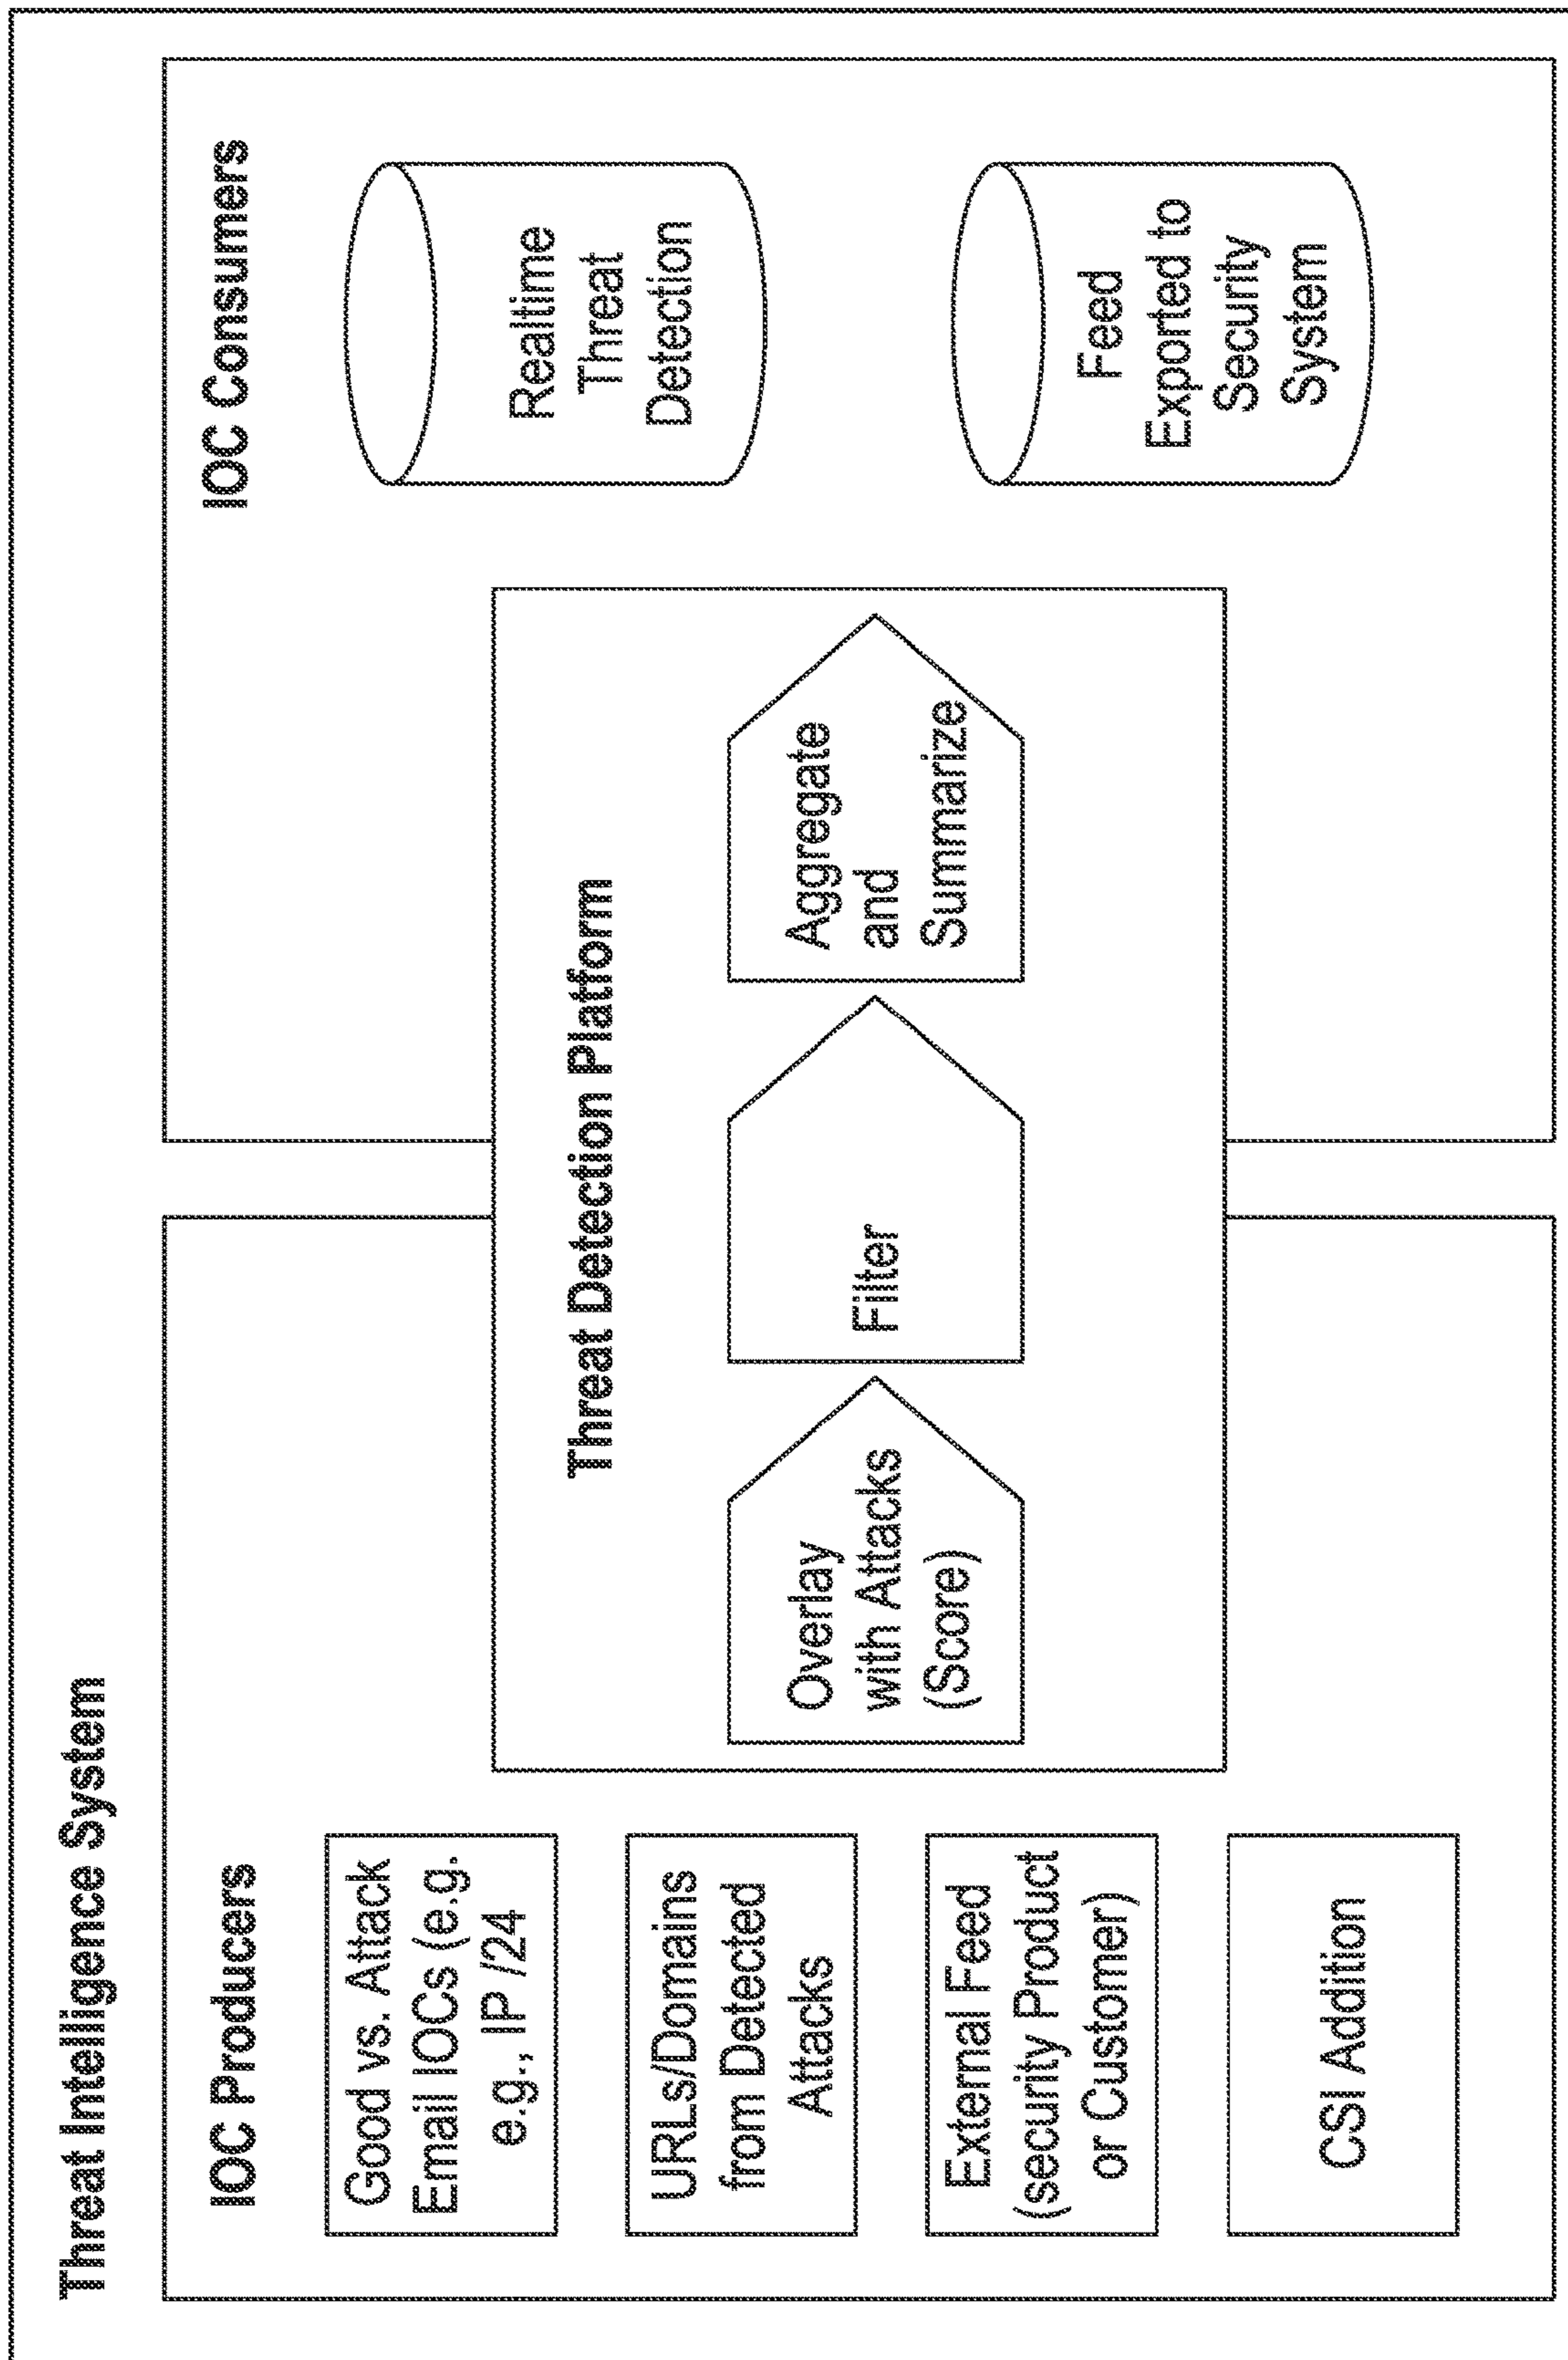 Threat Intelligence System
IOC Producers
Good vs. Attack
Email IOCs (e.g.
e.g., IP /24
URLs/Domains
from Detected
Attacks
External Feed
(security Product
or Customer)
CSI Addition
Threat Detection Platform
Overlay
with Attacks
(Score)
Filter
Aggregate
and
Summarize
IOC Consumers
Realtime
Threat
Detection
Feed
Exported to
Security
System